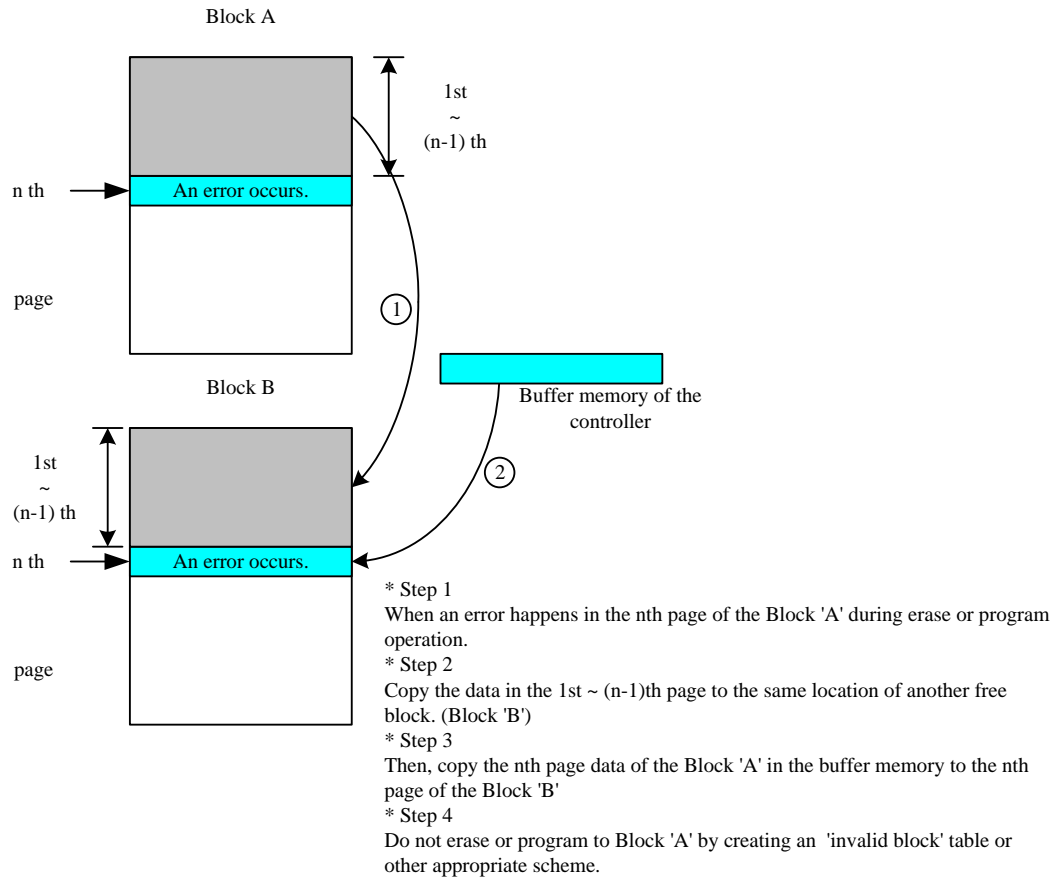 Block A
1st
~
(n-1) th
n th
An error occurs.
page
1
Buffer memory of the
controller
Block B
1st
~
(n-1) th
2
n th
An error occurs.
page
* Step 1
When an error happens in the nth page of the Block 'A' during erase or program
operation.
* Step 2
Copy the data in the 1st ~ (n-1)th page to the same location of another free
block. (Block 'B')
* Step 3
Then, copy the nth page data of the Block 'A' in the buffer memory to the nth
page of the Block 'B'
* Step 4
Do not erase or program to Block 'A' by creating an 'invalid block' table or
other appropriate scheme.